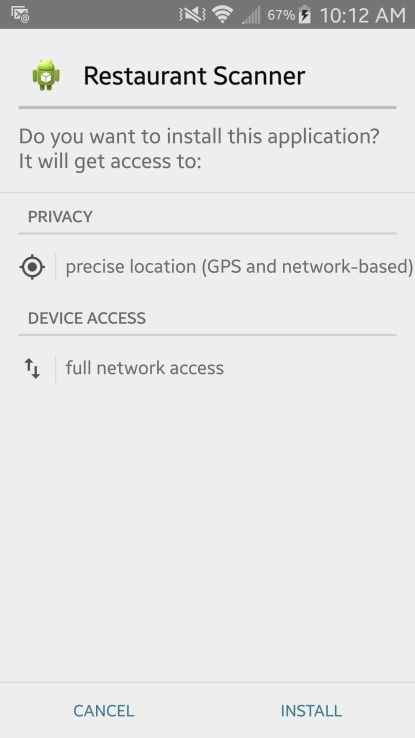 67% 10:12 AM
Restaurant Scanner
Do you want to install this application?
It will get access to:
PRIVACY
precise location (GPS and network-based)
DEVICE ACCESS
full network access
CANCEL INSTALL